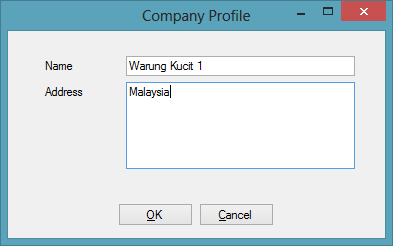 Company Profile
Name
Warung Kucit 1
Address
Malaysia
OK
Cancel